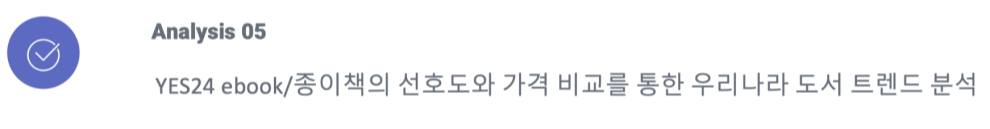 Analysis 05
YES24 ebook/종이책의 선호도와 가격 비교를 통한 우리나라 도서 트렌드 분석